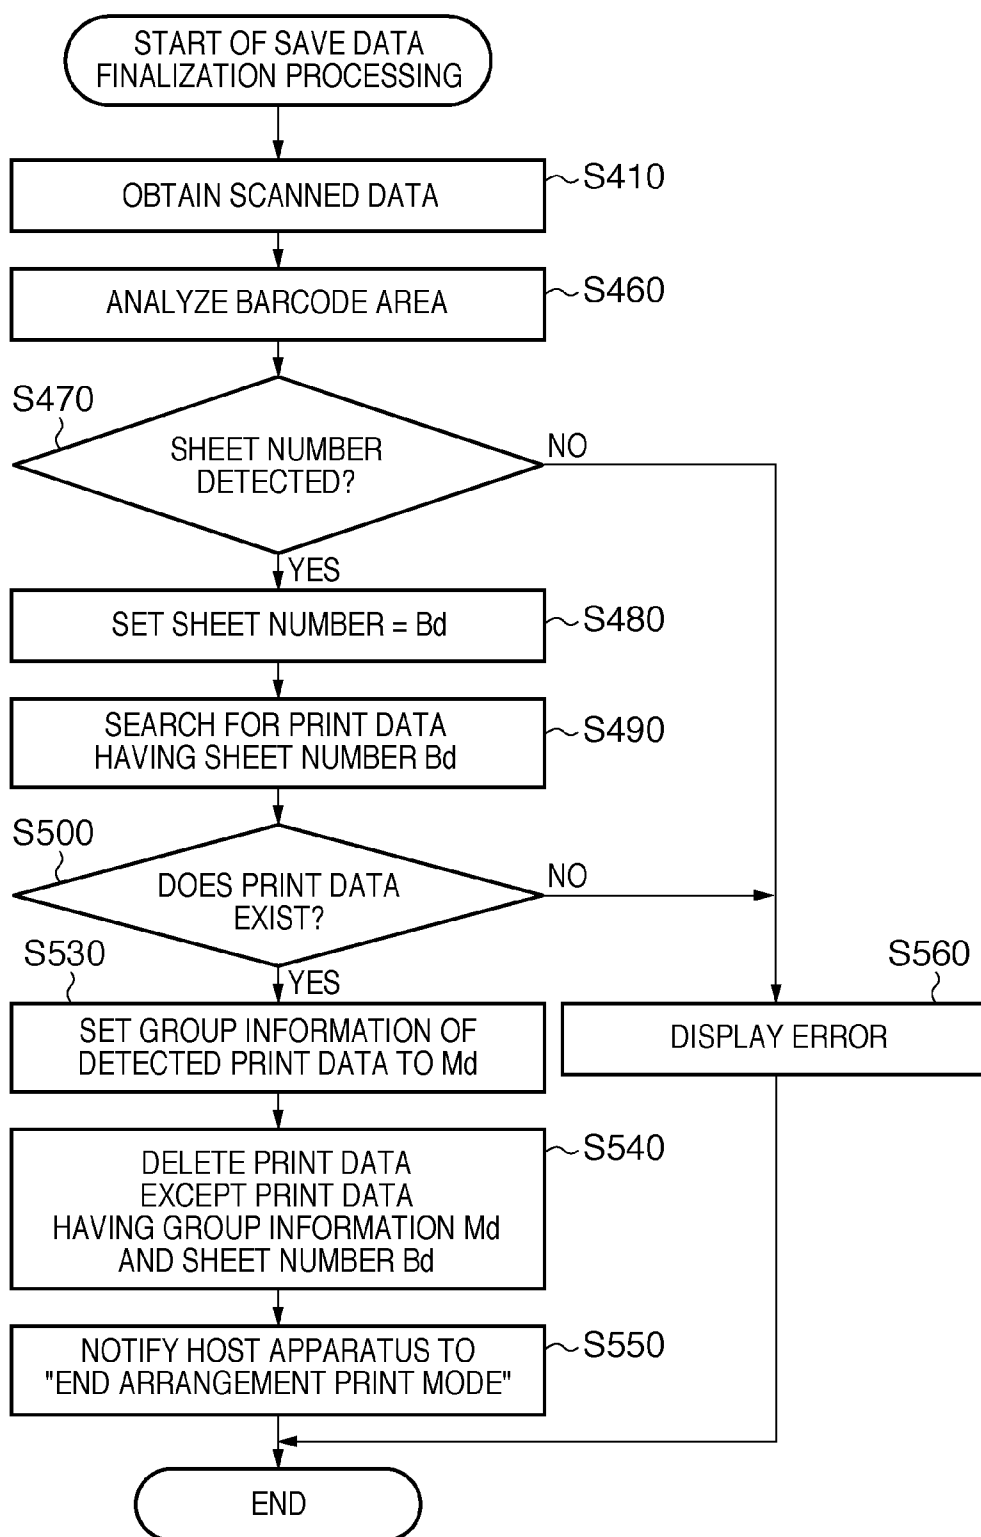 START OF SAVE DATA
FINALIZATION PROCESSING
S410
OBTAIN SCANNED DATA
S460
ANALYZE BARCODE AREA
S470
SHEET NUMBER
DETECTED?
NO
YES
SET SHEET NUMBER = Bd
S480
SEARCH FOR PRINT DATA
HAVING SHEET NUMBER Bd
S490
S500
DOES PRINT DATA
EXIST?
NO
YES
S530
SET GROUP INFORMATION OF
DETECTED PRINT DATA TO Md
S560
DISPLAY ERROR
S540
DELETE PRINT DATA
EXCEPT PRINT DATA
HAVING GROUP INFORMATION Md
AND SHEET NUMBER Bd
S550
NOTIFY HOST APPARATUS TO
"END ARRANGEMENT PRINT MODE"
END